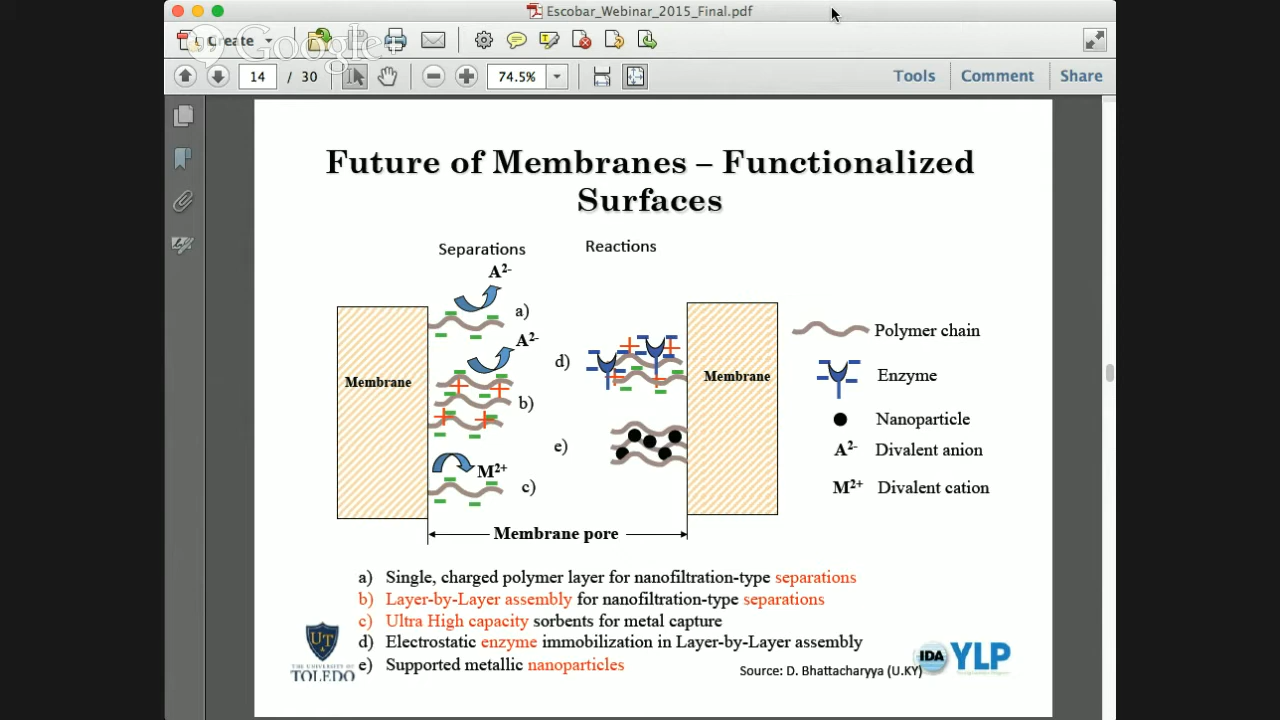 Escobar_Webinar_2015_Final.pdf
Create
Google+
14 / 30
74.5%
Tools
Comment
Share
Future of Membranes – Functionalized
Surfaces
Separations
Reactions
A2-
a)
A2-
d)
b)
e)
M2+
c)
Membrane
Membrane
Membrane pore
Polymer chain
Enzyme
Nanoparticle
A2- Divalent anion
M2+ Divalent cation
a) Single, charged polymer layer for nanofiltration-type separations
b) Layer-by-Layer assembly for nanofiltration-type separations
c) Ultra High capacity sorbents for metal capture
d) Electrostatic enzyme immobilization in Layer-by-Layer assembly
e) Supported metallic nanoparticles
Source: D. Bhattacharyya (U.KY)
UT
THE UNIVERSITY OF
TOLEDO
IDA YLP